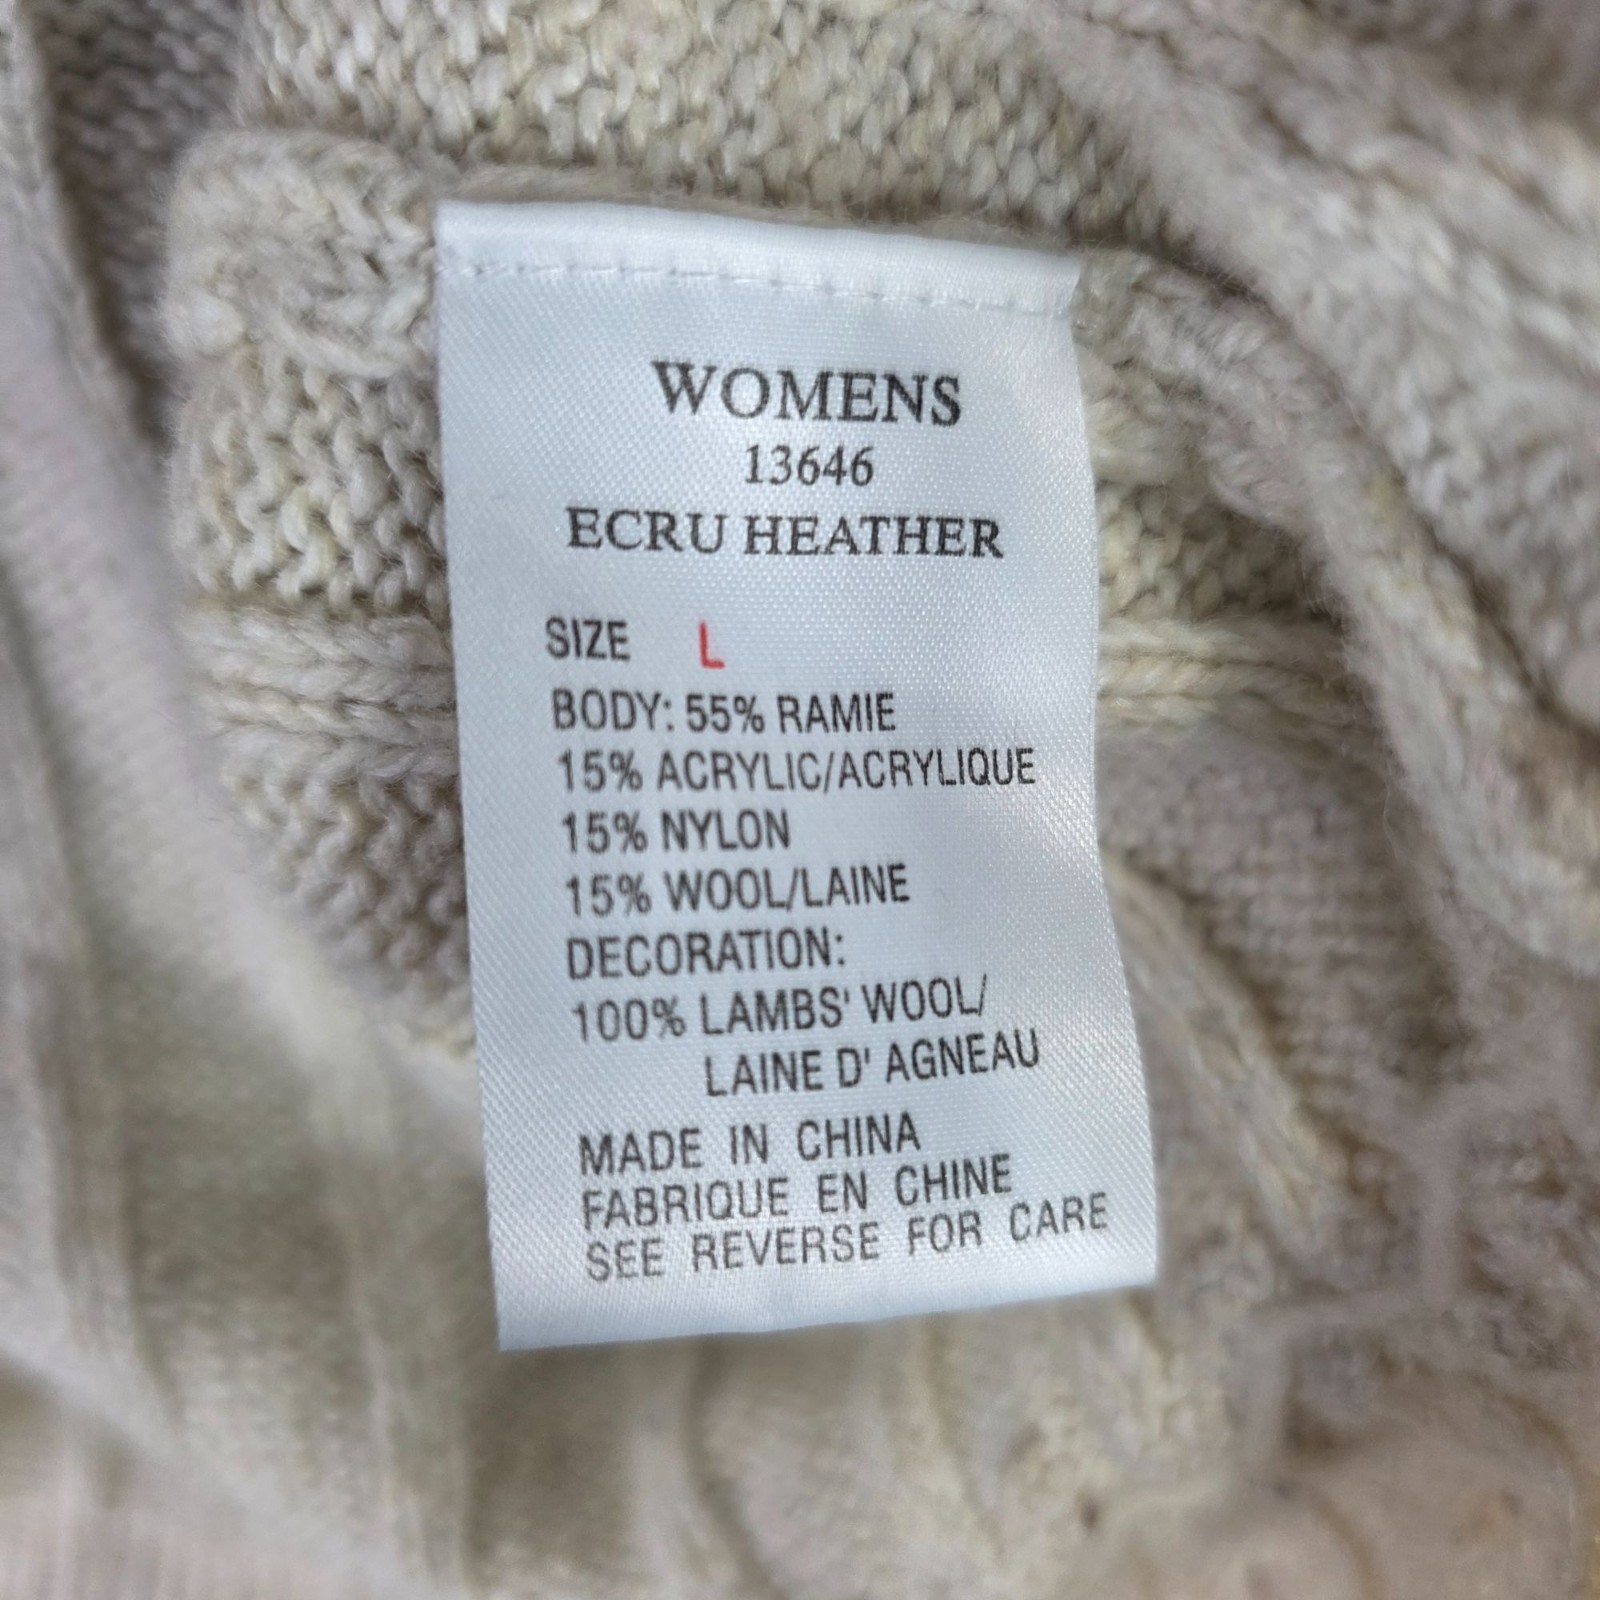 WOMENS
13646
ECRU HEATHER
SIZE L
BODY: 55% RAMIE
15% ACRYLIC/ACRYLIQUE
15% NYLON
15% WOOL/LAINE
DECORATION:
100% LAMBS' WOOL/
LAINE D' AGNEAU
MADE IN CHINA
FABRIQUE EN CHINE
SEE REVERSE FOR CARE